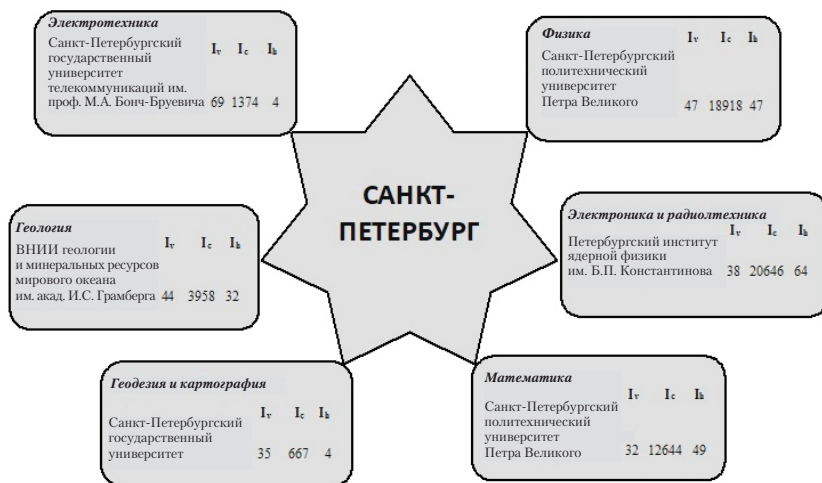 Электротехника
Санкт-Петербургский
государственный
университет
телекоммуникаций им.
проф. М.А. Бонч-Бруевича
Iv Ic Ih
69 1374 4
Физика
Санкт-Петербургский
политехнический
университет
Петра Великого
Iv Ic Ih
47 18918 47
САНКТ-
ПЕТЕРБУРГ
Геология
ВНИИ геологии
и минеральных ресурсов
мирового океана
им. акад. И.С. Грамберга
Iv Ic Ih
44 3958 32
Электроника и радиолтехника
Петербургский институт
ядерной физики
им. Б.П. Константинова
Iv Ic Ih
38 20646 64
Геодезия и картография
Санкт-Петербургский
государственный
университет
Iv Ic Ih
35 667 4
Математика
Санкт-Петербургский
политехнический
университет
Петра Великого
Iv Ic Ih
32 12644 49